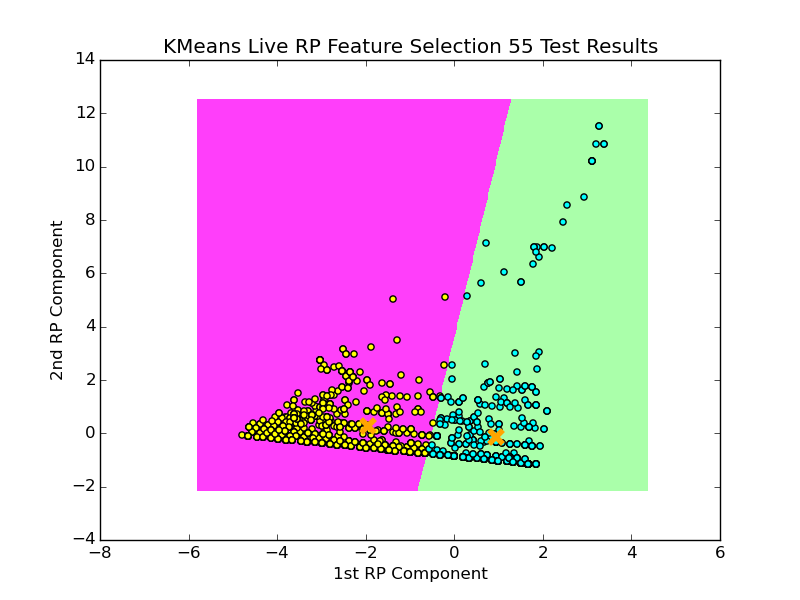 KMeans Live RP Feature Selection 55 Test Results
14
12
10
8
6
4
2
0
−2
−4
2nd RP Component
−8 −6 −4 −2 0 2 4 6
1st RP Component